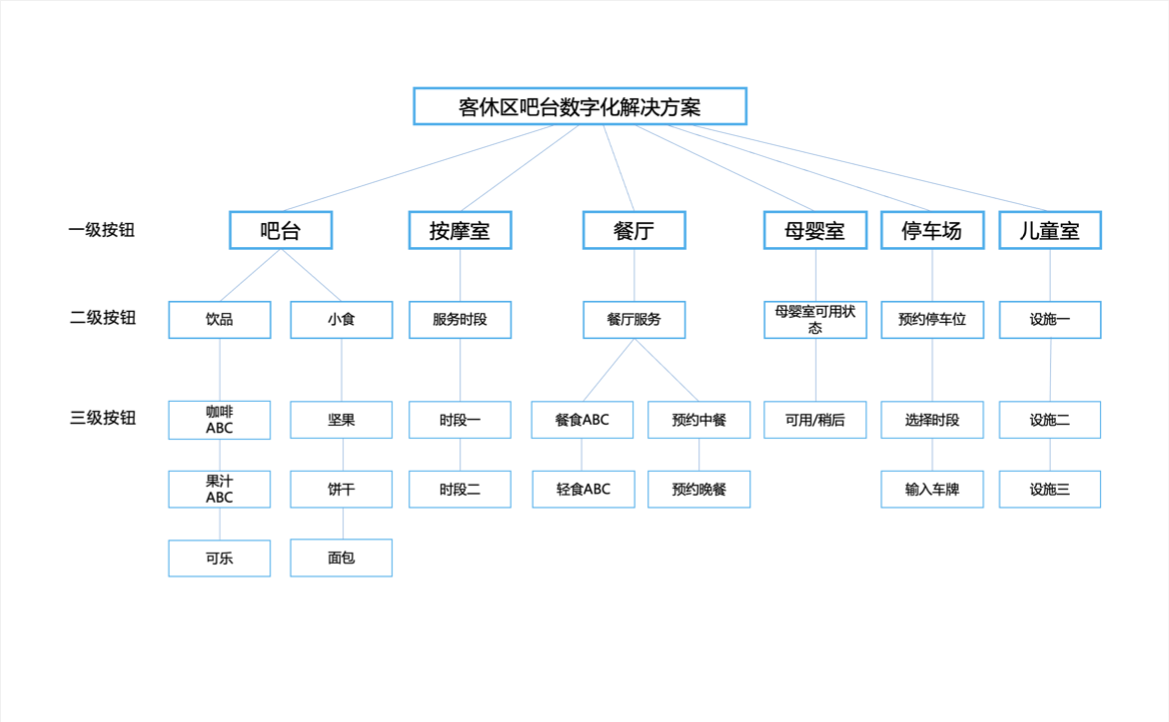 客休区吧台数字化解决方案
一级按钮
吧台
按摩室
餐厅
母婴室
停车场
儿童室
二级按钮
饮品
小食
服务时段
餐厅服务
母婴室可用状
态
预约停车位
设施一
三级按钮
咖啡
ABC
坚果
时段一
餐食ABC
预约中餐
可用/稍后
选择时段
设施二
果汁
ABC
饼干
时段二
轻食ABC
预约晚餐
输入车牌
设施三
可乐
面包